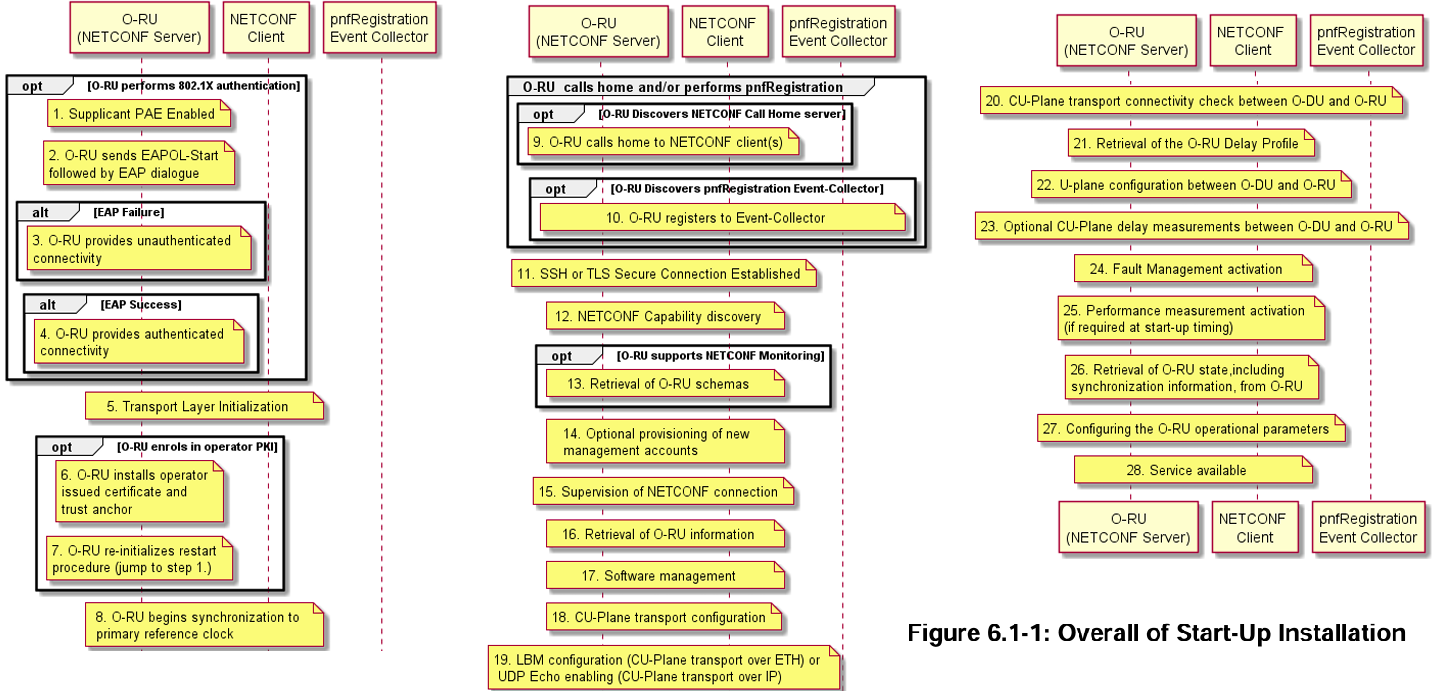 O-RU
(NETCONF Server)
NETCONF
Client
pnfRegistration
Event Collector
opt
[O-RU performs 802.1X authentication]
1. Supplicant PAE Enabled
2. O-RU sends EAPOL-Start
followed by EAP dialogue
alt
[EAP Failure]
3. O-RU provides unauthenticated
connectivity
alt
[EAP Success]
4. O-RU provides authenticated
connectivity
5. Transport Layer Initialization
opt
[O-RU enrols in operator PKI]
6. O-RU installs operator
issued certificate and
trust anchor
7. O-RU re-initializes restart
procedure (jump to step 1.)
8. O-RU begins synchronization to
primary reference clock
O-RU
(NETCONF Server)
NETCONF
Client
pnfRegistration
Event Collector
O-RU calls home and/or performs pnfRegistration
opt
[O-RU Discovers NETCONF Call Home server]
9. O-RU calls home to NETCONF client(s)
opt
[O-RU Discovers pnfRegistration Event-Collector]
10. O-RU registers to Event-Collector
11. SSH or TLS Secure Connection Established
12. NETCONF Capability discovery
opt
[O-RU supports NETCONF Monitoring]
13. Retrieval of O-RU schemas
14. Optional provisioning of new
management accounts
15. Supervision of NETCONF connection
16. Retrieval of O-RU information
17. Software management
18. CU-Plane transport configuration
19. LBM configuration (CU-Plane transport over ETH) or
UDP Echo enabling (CU-Plane transport over IP)
O-RU
(NETCONF Server)
NETCONF
Client
pnfRegistration
Event Collector
20. CU-Plane transport connectivity check between O-DU and O-RU
21. Retrieval of the O-RU Delay Profile
22. U-plane configuration between O-DU and O-RU
23. Optional CU-Plane delay measurements between O-DU and O-RU
24. Fault Management activation
25. Performance measurement activation
(if required at start-up timing)
26. Retrieval of O-RU state,including
synchronization information, from O-RU
27. Configuring the O-RU operational parameters
28. Service available
O-RU
(NETCONF Server)
NETCONF
Client
pnfRegistration
Event Collector
Figure 6.1-1: Overall of Start-Up Installation